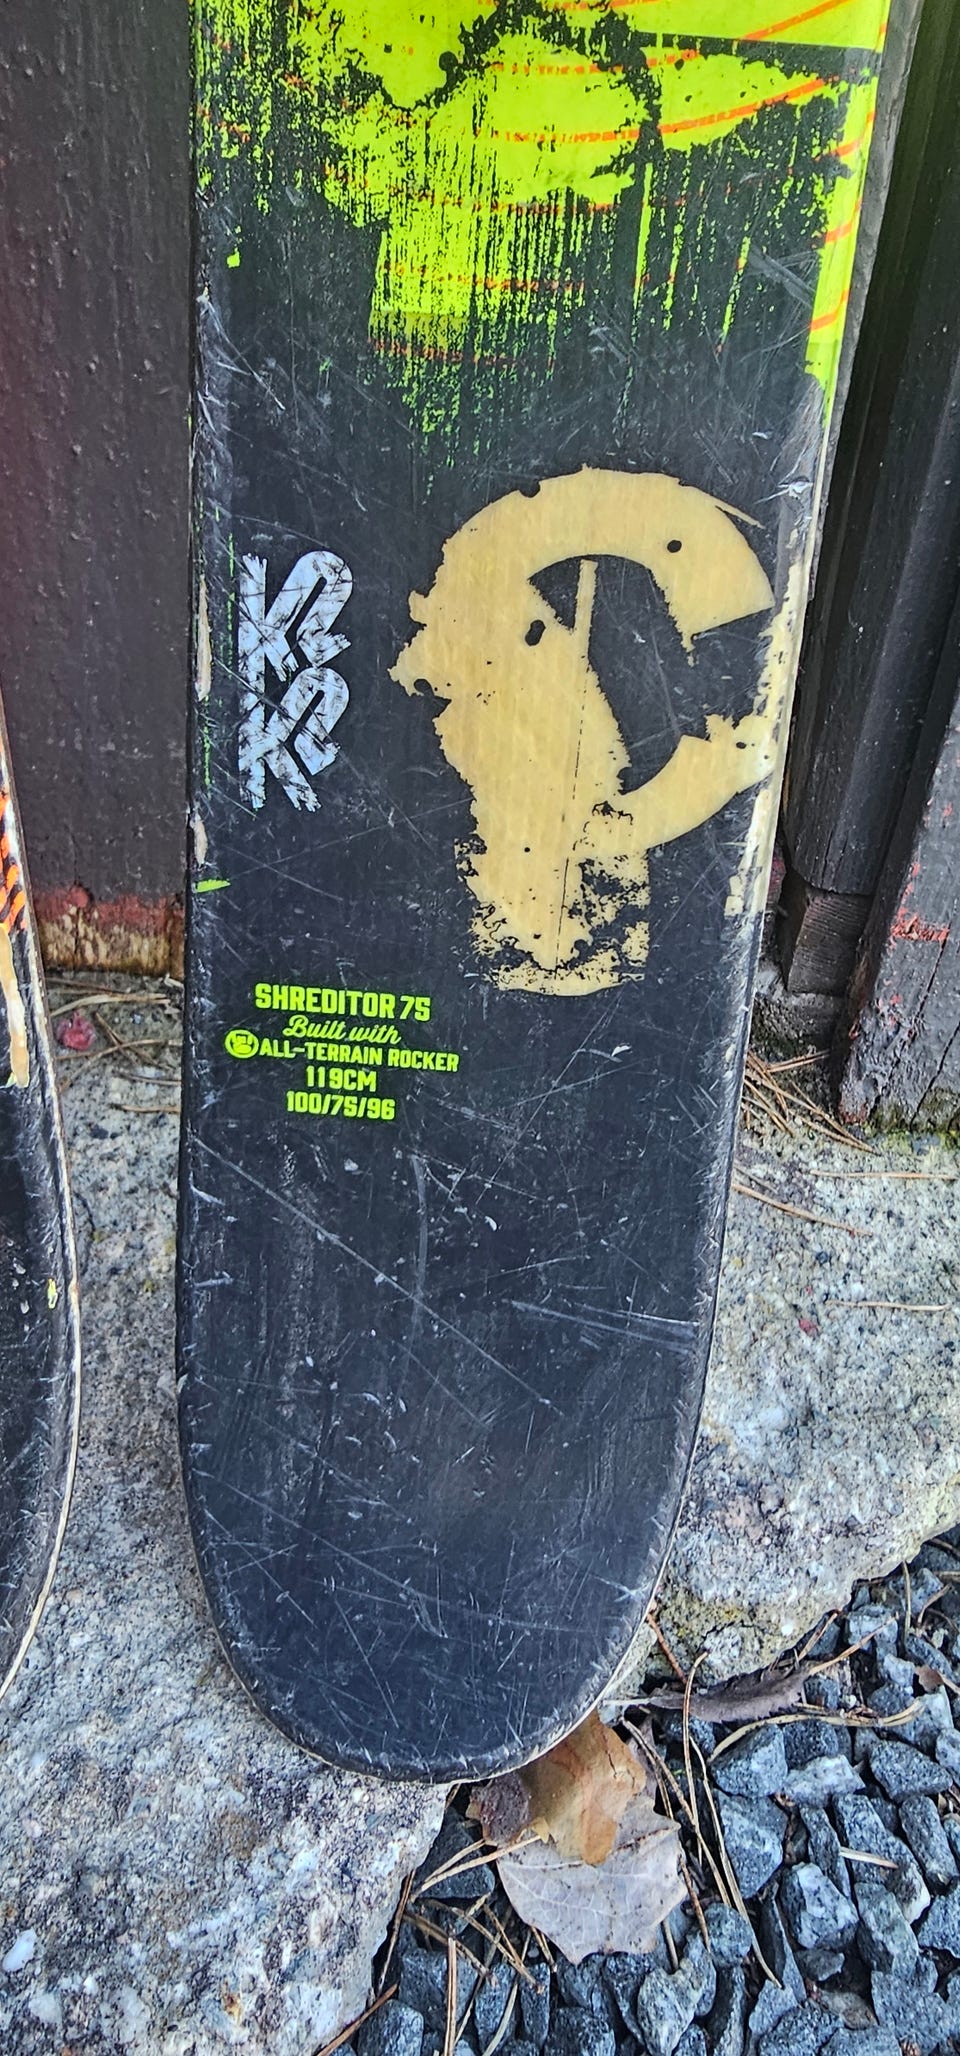 K2
SHREDITOR 75
Built with
ALL-TERRAIN ROCKER
119CM
100/75/96